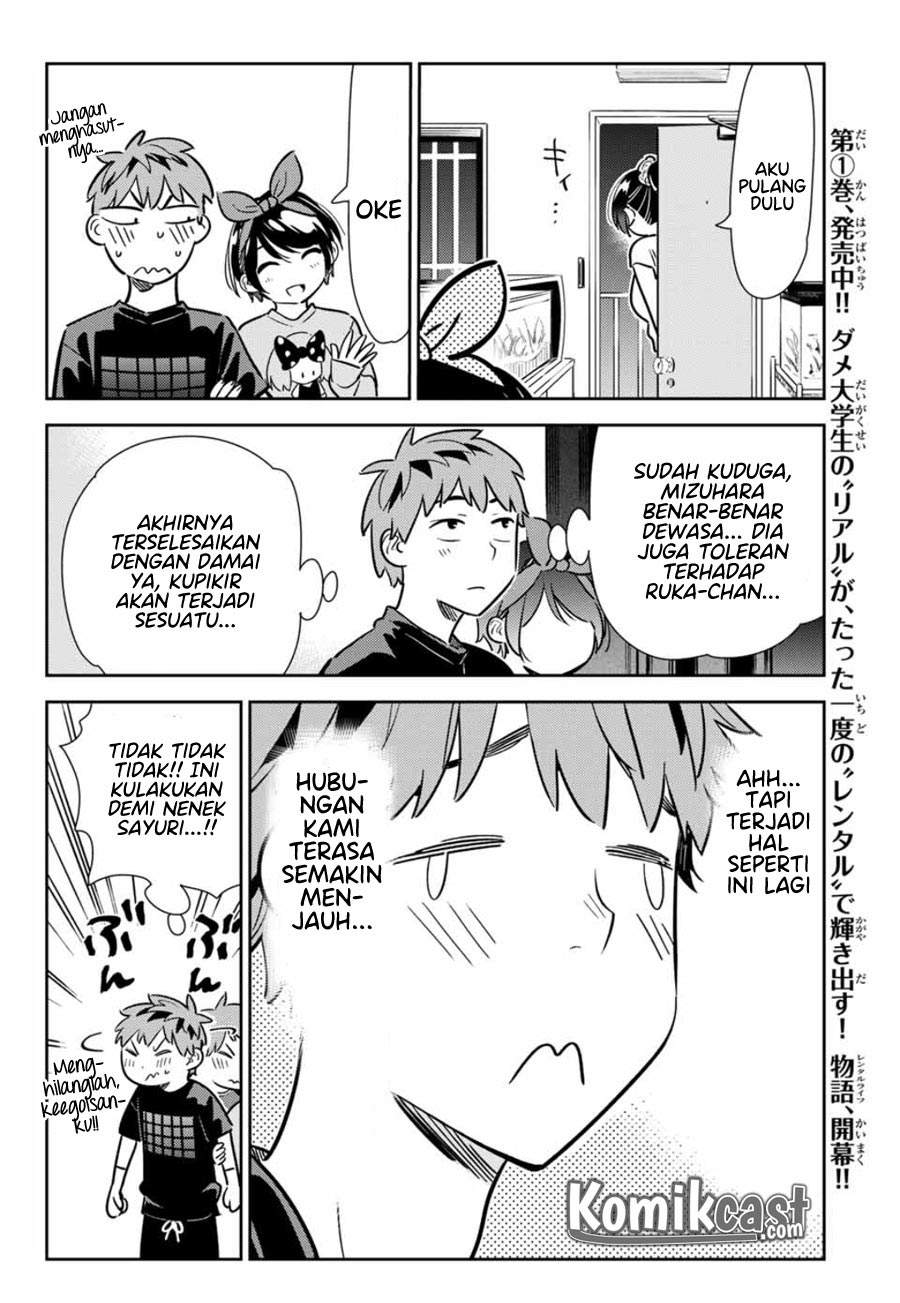 AKU
PULANG
DULU
OKE
Jangan
menghasut-
nya...
SUDAH KUDUGA,
MIZUHARA
BENAR-BENAR
DEWASA... DIA
JUGA TOLERAN
TERHADAP
RUKA-CHAN...
AKHIRNYA
TERSELESAIKAN
DENGAN DAMAI
YA, KUPIKIR
AKAN TERJADI
SESUATU...
AHH...
TAPI
TERJADI
HAL
SEPERTI
INI LAGI
HUBU-
NGAN
KAMI
TERASA
SEMAKIN
MEN-
JAUH...
TIDAK TIDAK
TIDAK!! INI
KULAKUKAN
DEMI NENEK
SAYURI...!!
ぶん
ぶん
Meng-
hilanglah,
keegoisan-
ku!!
第①巻、発売中!! ダメ大学生の〝リアル〟が、たった一度の〝レンタル〟で輝き出す! 物語、開幕!!
Komikcast
.com